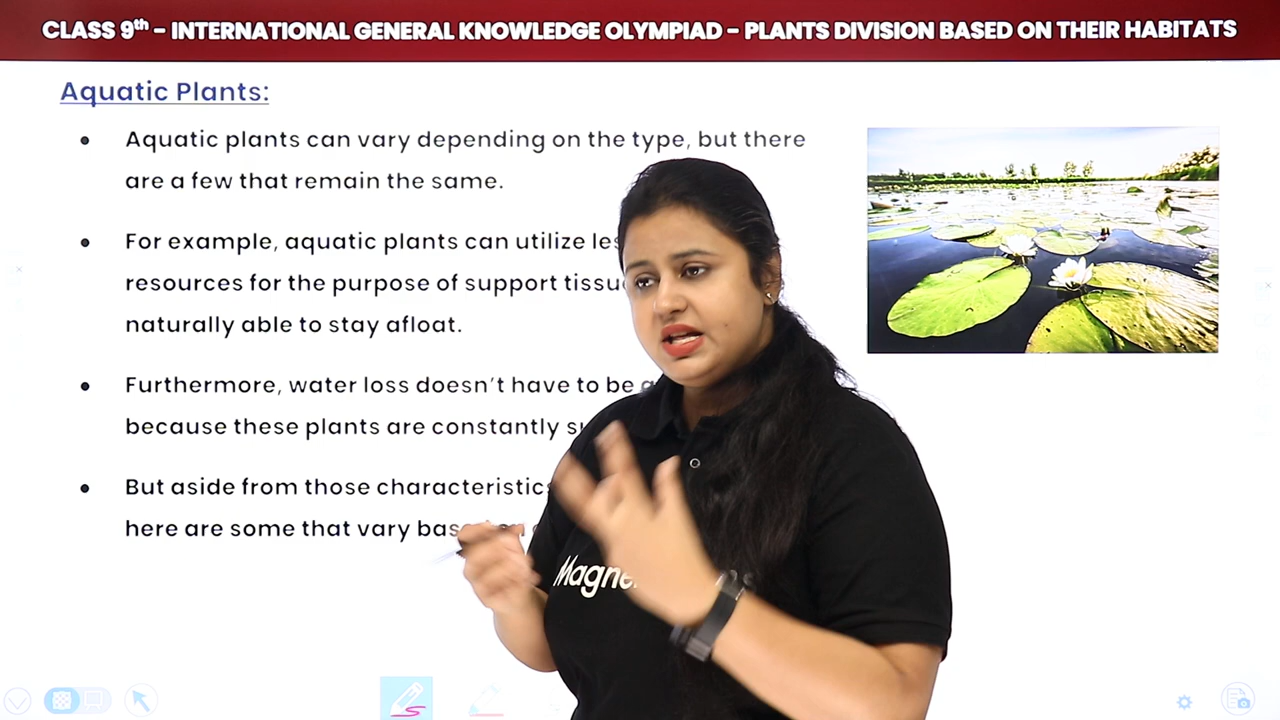 CLASS 9th - INTERNATIONAL GENERAL KNOWLEDGE OLYMPIAD - PLANTS DIVISION BASED ON THEIR HABITATS
Aquatic Plants:
• Aquatic plants can vary depending on the type, but there
are a few that remain the same.
• For example, aquatic plants can utilize
resources for the purpose of support
naturally able to stay afloat.
• Furthermore, water loss doesn't have to be
because these plants are constantly
• But aside from those characteristics
here are some that vary
Magne